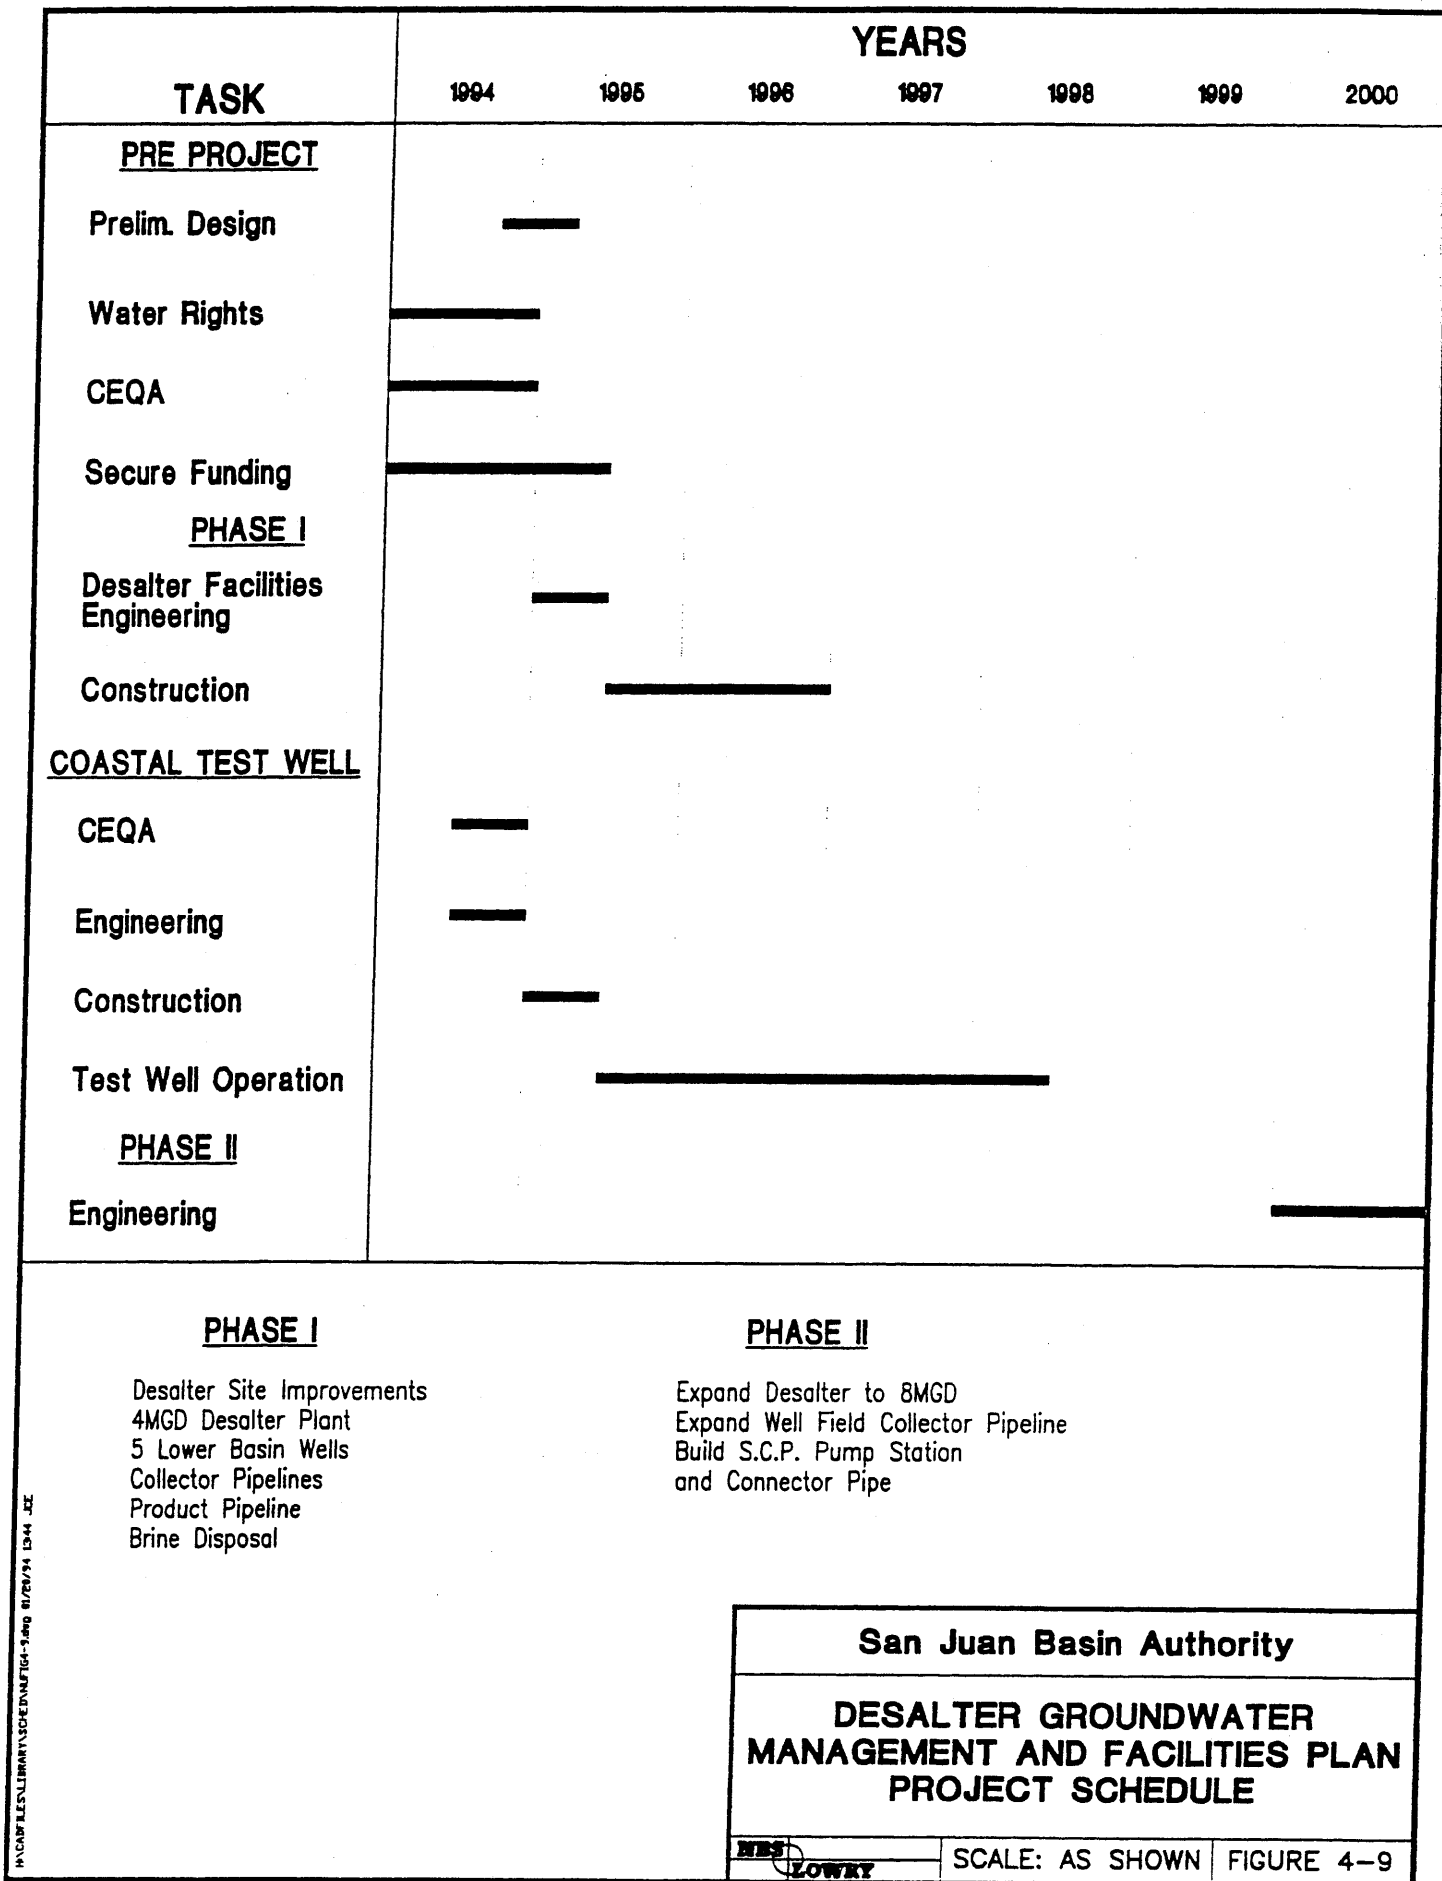 YEARS
TASK
1994 1995 1996 1997 1998 1999 2000
PRE PROJECT
Prelim. Design
Water Rights
CEQA
Secure Funding
PHASE I
Desalter Facilities
Engineering
Construction
COASTAL TEST WELL
CEQA
Engineering
Construction
Test Well Operation
PHASE II
Engineering
PHASE I
Desalter Site Improvements
4MGD Desalter Plant
5 Lower Basin Wells
Collector Pipelines
Product Pipeline
Brine Disposal
PHASE II
Expand Desalter to 8MGD
Expand Well Field Collector Pipeline
Build S.C.P. Pump Station
and Connector Pipe
San Juan Basin Authority
DESALTER GROUNDWATER
MANAGEMENT AND FACILITIES PLAN
PROJECT SCHEDULE
NBS
LOWRY
SCALE: AS SHOWN
FIGURE 4-9